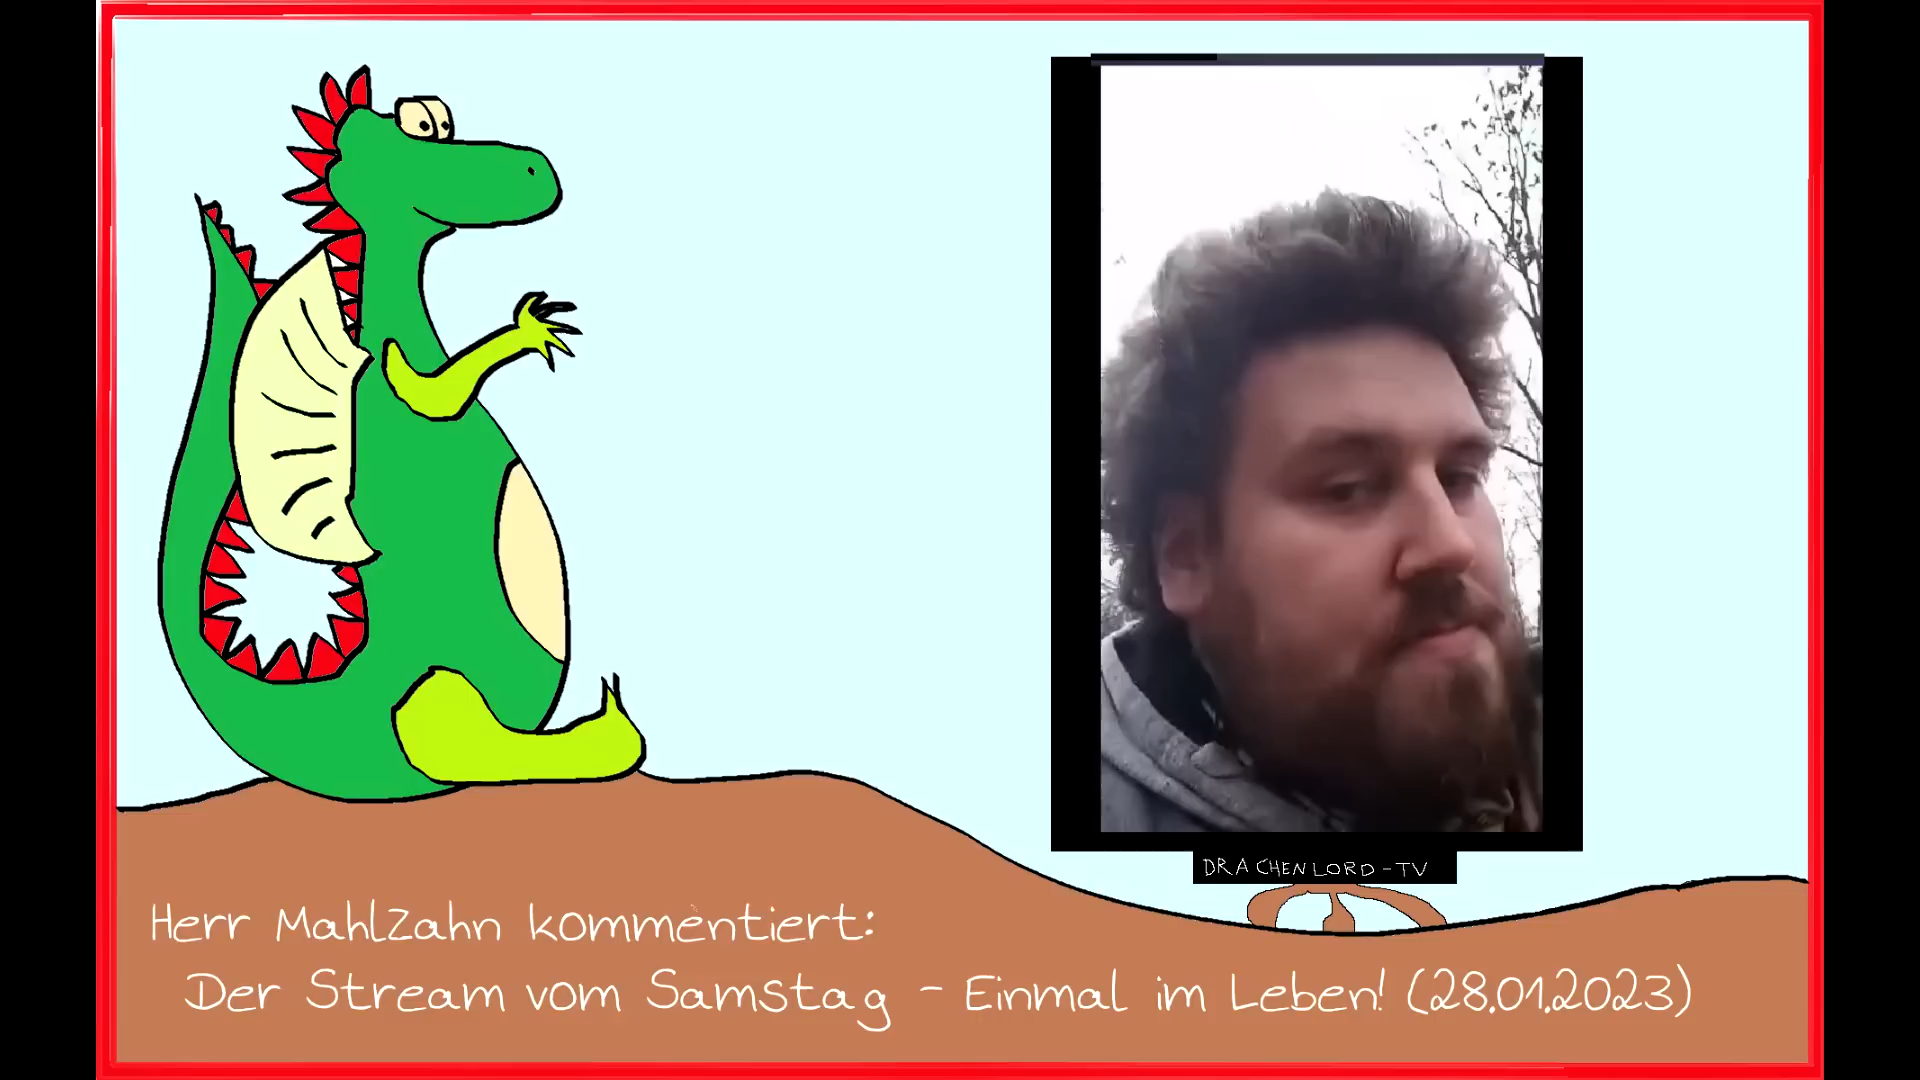 DRACHENLORD-TV
Herr Mahlzahn kommentiert:
Der Stream vom Samstag - Einmal im Leben! (28.01.2023)